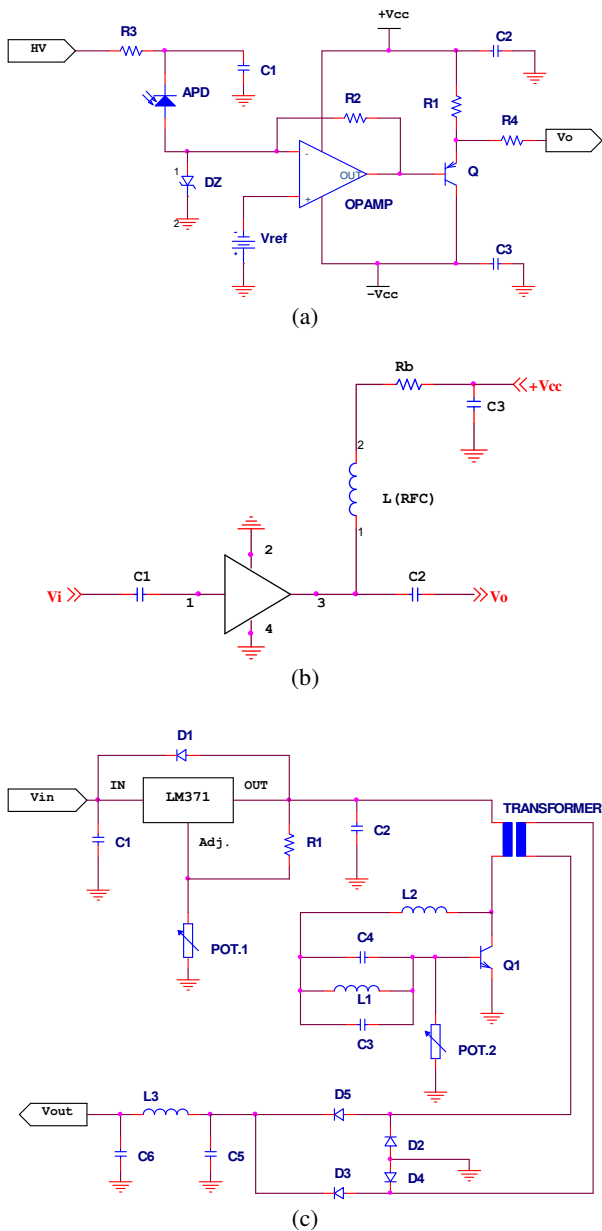 +Vcc
HV
R3
C2
C1
R1
APD
R2
R4
Vo
1
DZ
-
OUT
Q
+
OPAMP
2
Vref
-
+
C3
-Vcc
(a)
Rb
+Vcc
C3
2
L(RFC)
1
2
Vi
C1
1
3
C2
Vo
4
(b)
D1
Vin
IN
LM371
OUT
TRANSFORMER
C1
R1
C2
Adj.
L2
POT.1
C4
Q1
L1
C3
POT.2
Vout
L3
D5
C6
C5
D2
D3
D4
(c)